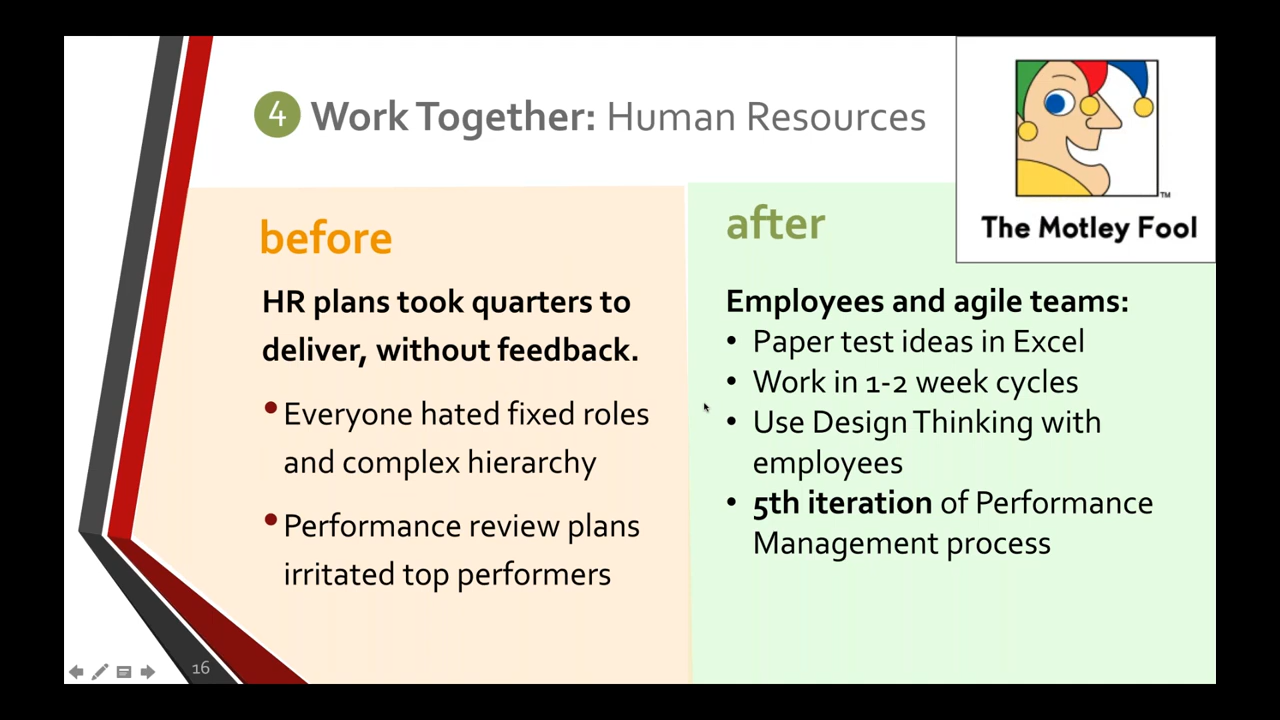 4 Work Together: Human Resources
TM
The Motley Fool
before
HR plans took quarters to
deliver, without feedback.
• Everyone hated fixed roles
and complex hierarchy
• Performance review plans
irritated top performers
after
Employees and agile teams:
• Paper test ideas in Excel
• Work in 1-2 week cycles
• Use Design Thinking with
employees
• 5th iteration of Performance
Management process
16